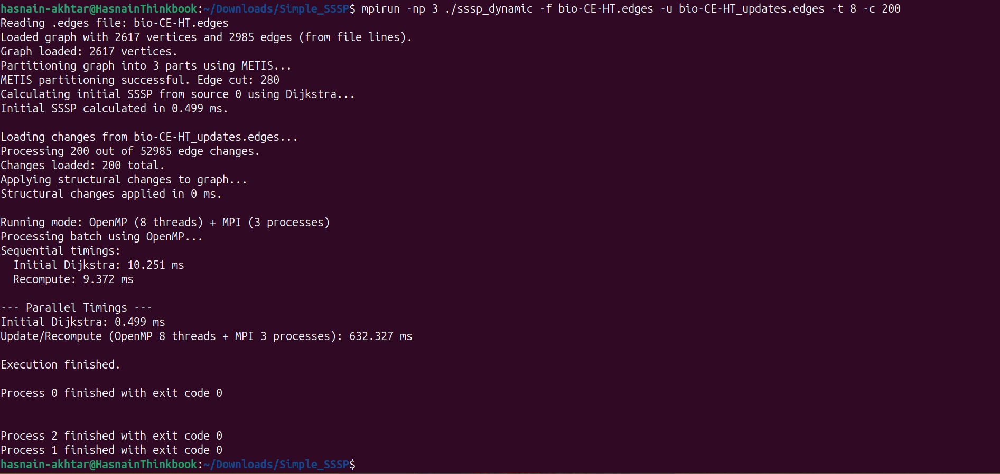 hasnain-akhtar@HasnainThinkbook:~/Downloads/Simple_SSSP$ mpirun -np 3 ./sssp_dynamic -f bio-CE-HT.edges -u bio-CE-HT_updates.edges -t 8 -c 200
Reading .edges file: bio-CE-HT.edges
Loaded graph with 2617 vertices and 2985 edges (from file lines).
Graph loaded: 2617 vertices.
Partitioning graph into 3 parts using METIS...
METIS partitioning successful. Edge cut: 280
Calculating initial SSSP from source 0 using Dijkstra...
Initial SSSP calculated in 0.499 ms.

Loading changes from bio-CE-HT_updates.edges...
Processing 200 out of 52985 edge changes.
Changes loaded: 200 total.
Applying structural changes to graph...
Structural changes applied in 0 ms.

Running mode: OpenMP (8 threads) + MPI (3 processes)
Processing batch using OpenMP...
Sequential timings:
  Initial Dijkstra: 10.251 ms
  Recompute: 9.372 ms

--- Parallel Timings ---
Initial Dijkstra: 0.499 ms
Update/Recompute (OpenMP 8 threads + MPI 3 processes): 632.327 ms

Execution finished.

Process 0 finished with exit code 0


Process 2 finished with exit code 0
Process 1 finished with exit code 0
hasnain-akhtar@HasnainThinkbook:~/Downloads/Simple_SSSP$